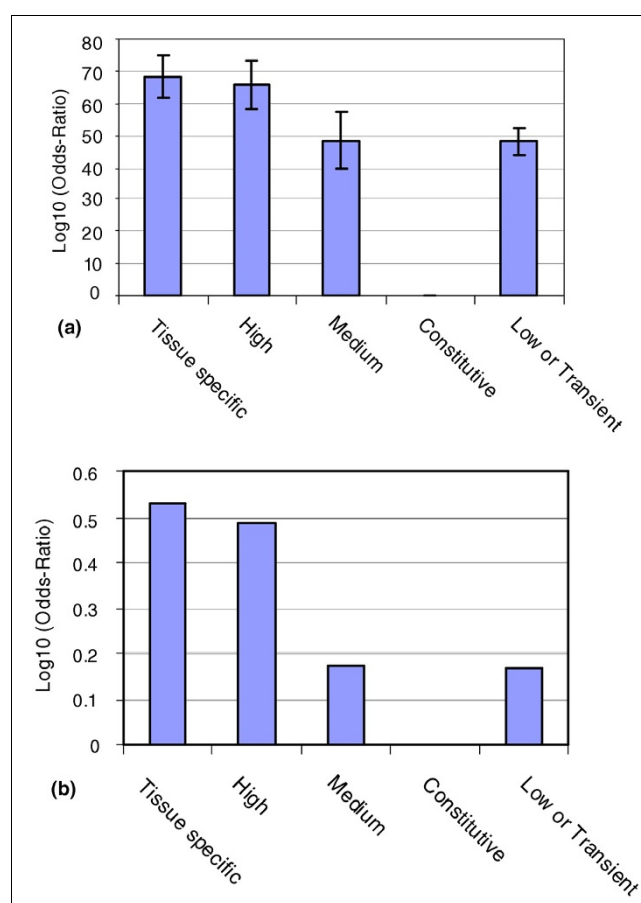 80
70
60
50
40
30
20
10
0
Log10 (Odds-Ratio)
(a)
Tissue specific
High
Medium
Constitutive
Low or Transient
0.6
0.5
0.4
0.3
0.2
0.1
0
Log10 (Odds-Ratio)
(b)
Tissue specific
High
Medium
Constitutive
Low or Transient